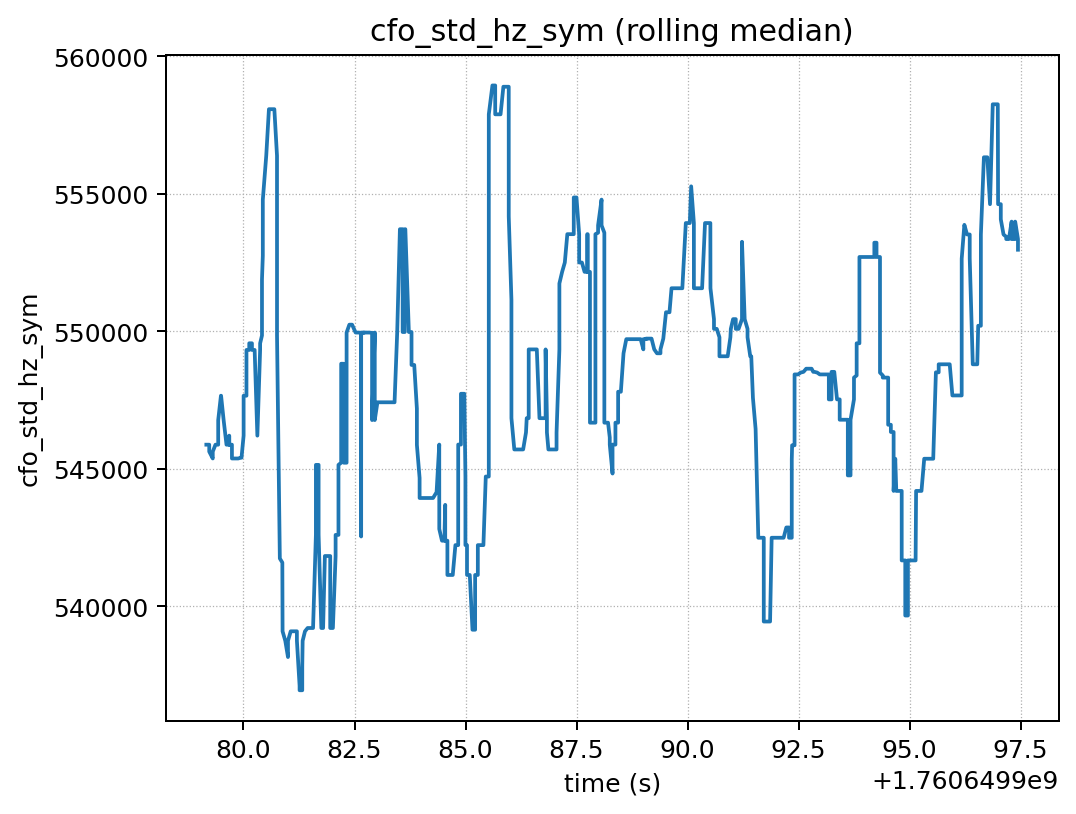 cfo_std_hz_sym (rolling median)
cfo_std_hz_sym
560000
555000
550000
545000
540000
80.0 82.5 85.0 87.5 90.0 92.5 95.0 97.5
time (s)
+1.7606499e9